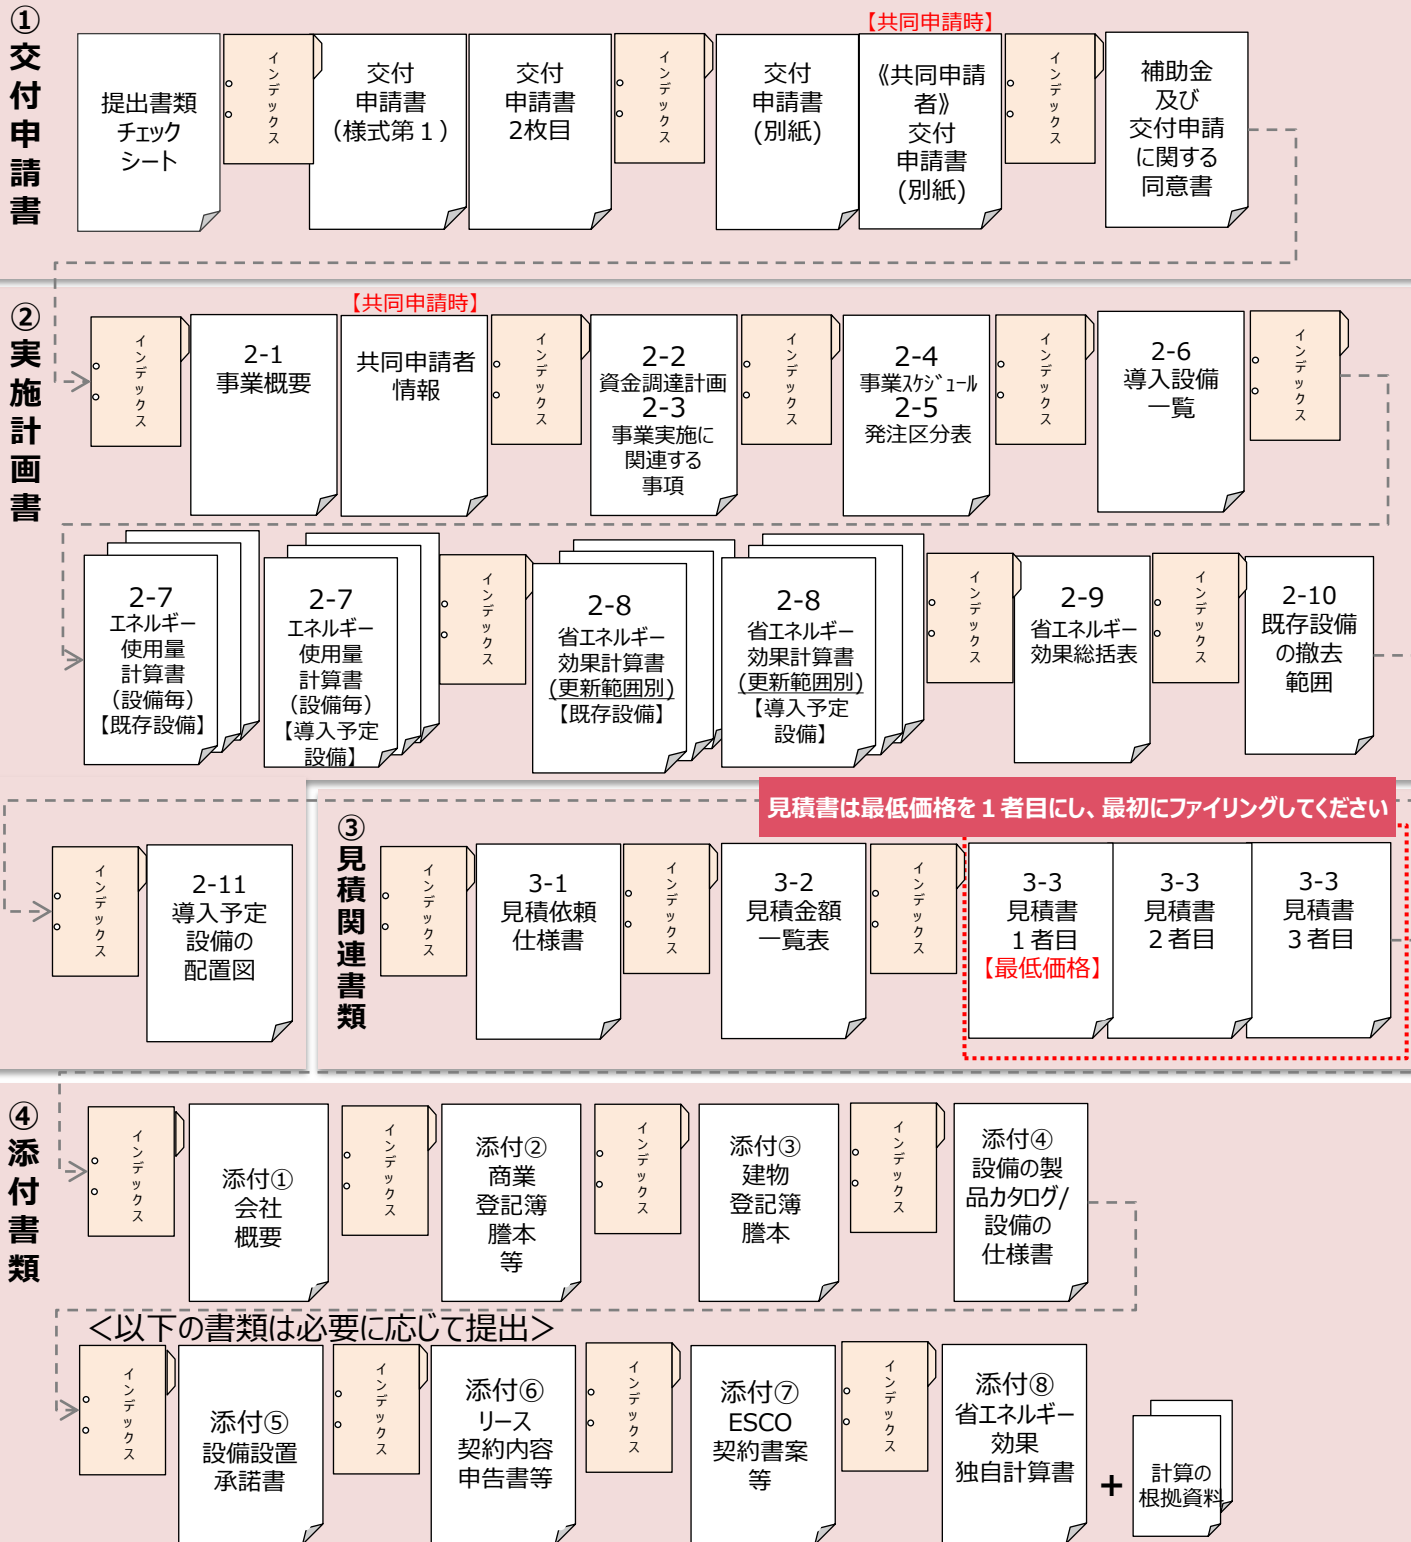 ①交付申請書
【共同申請時】
提出書類
チェック
シート
インデックス
交付
申請書
（様式第１）
交付
申請書
2枚目
インデックス
交付
申請書
(別紙)
《共同申請
者》
交付
申請書
(別紙)
インデックス
補助金
及び
交付申請
に関する
同意書
②実施計画書
【共同申請時】
インデックス
2-1
事業概要
共同申請者
情報
インデックス
2-2
資金調達計画
2-3
事業実施に
関連する
事項
インデックス
2-4
事業ｽｹｼﾞｭｰﾙ
2-5
発注区分表
インデックス
2-6
導入設備
一覧
インデックス
2-7
エネルギー
使用量
計算書
（設備毎）
【既存設備】
2-7
エネルギー
使用量
計算書
（設備毎）
【導入予定
設備】
インデックス
2-8
省エネルギー
効果計算書
(更新範囲別)
【既存設備】
2-8
省エネルギー
効果計算書
(更新範囲別)
【導入予定
設備】
インデックス
2-9
省エネルギー
効果総括表
インデックス
2-10
既存設備
の撤去
範囲
インデックス
2-11
導入予定
設備の
配置図
③見積関連書類
見積書は最低価格を１者目にし、最初にファイリングしてください
インデックス
3-1
見積依頼
仕様書
インデックス
3-2
見積金額
一覧表
インデックス
3-3
見積書
１者目
【最低価格】
3-3
見積書
２者目
3-3
見積書
３者目
④添付書類
インデックス
添付①
会社
概要
インデックス
添付②
商業
登記簿
謄本
等
インデックス
添付③
建物
登記簿
謄本
インデックス
添付④
設備の製
品カタログ/
設備の
仕様書
＜以下の書類は必要に応じて提出＞
インデックス
添付⑤
設備設置
承諾書
インデックス
添付⑥
リース
契約内容
申告書等
インデックス
添付⑦
ESCO
契約書案
等
インデックス
添付⑧
省エネルギー
効果
独自計算書
+
計算の
根拠資料